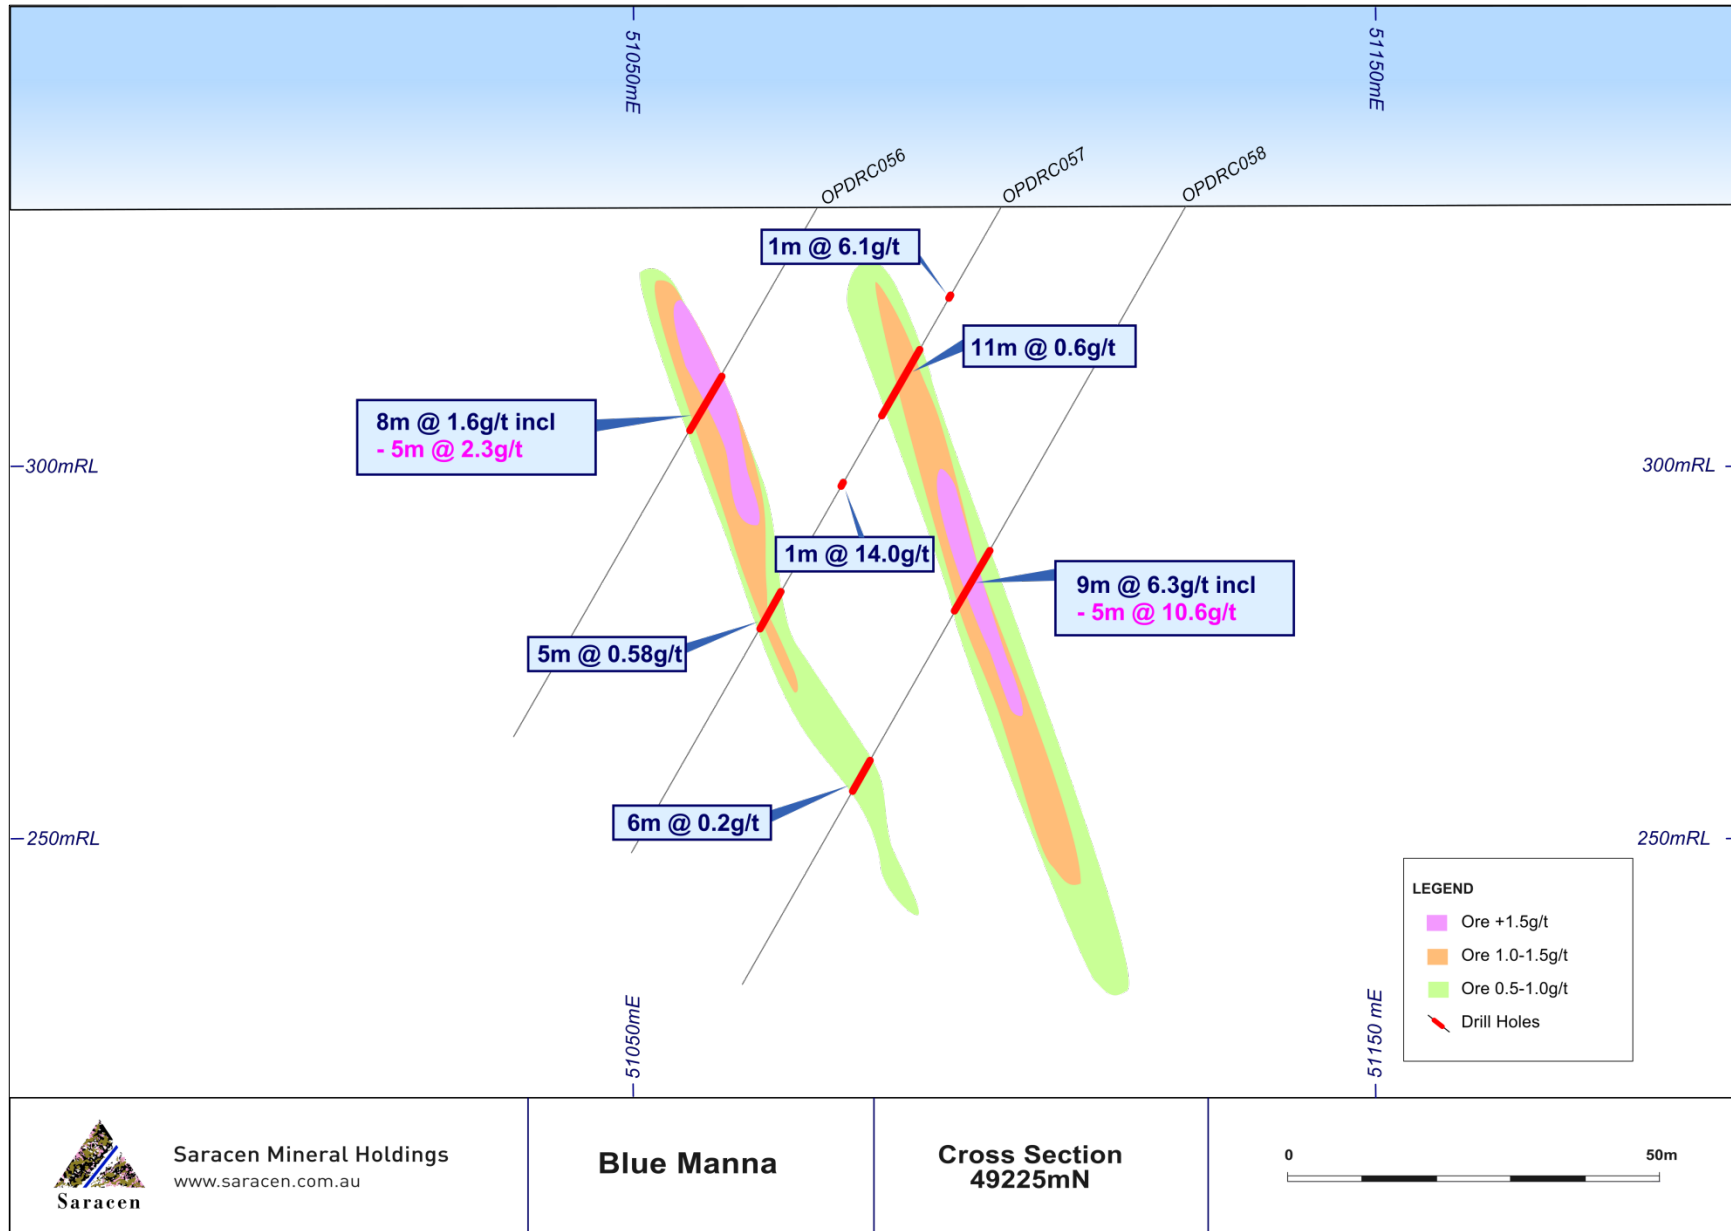 51050mE
51150mE
OPDRC056
OPDRC057
OPDRC058
1m @ 6.1g/t
11m @ 0.6g/t
8m @ 1.6g/t incl
- 5m @ 2.3g/t
300mRL
300mRL
1m @ 14.0g/t
9m @ 6.3g/t incl
- 5m @ 10.6g/t
5m @ 0.58g/t
6m @ 0.2g/t
250mRL
250mRL
LEGEND
Ore +1.5g/t
Ore 1.0-1.5g/t
Ore 0.5-1.0g/t
Drill Holes
51050mE
51150 mE
Saracen
Saracen Mineral Holdings
www.saracen.com.au
Blue Manna
Cross Section
49225mN
0
50m